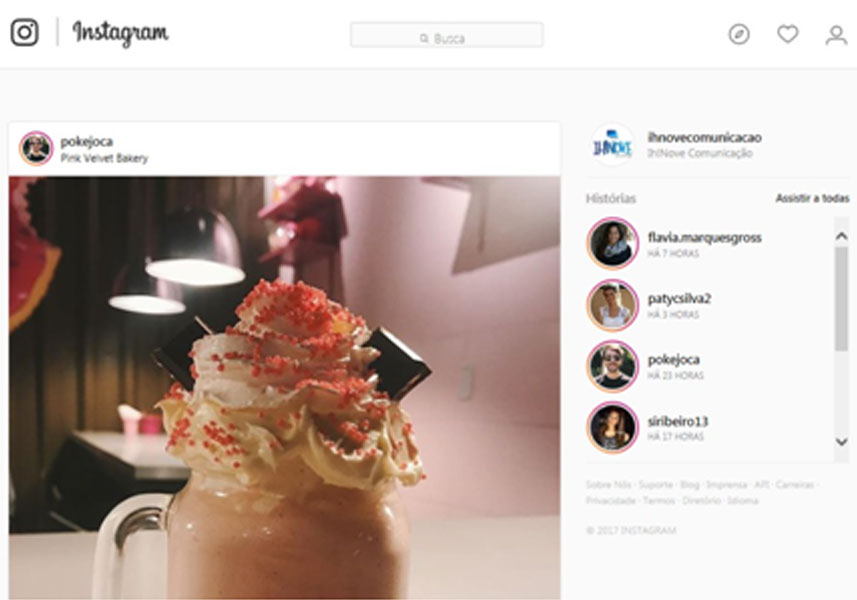 Instagram
Busca
pokejoca
Pink Velvet Bakery
IHNOVE
ihnovecomunicacao
Ih!Nove Comunicação
Histórias
Assistir a todas
flavia.marquesgross
HÁ 7 HORAS
patycsilva2
HÁ 3 HORAS
pokejoca
HÁ 23 HORAS
siribeiro13
HÁ 17 HORAS
Sobre Nós · Suporte · Blog · Imprensa · API · Carreiras ·
Privacidade · Termos · Diretório · Idioma
© 2017 INSTAGRAM